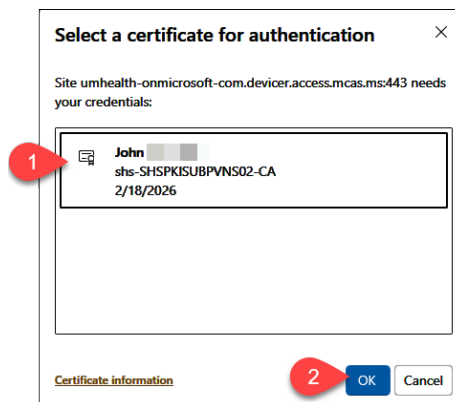 Select a certificate for authentication
Site umhealth-onmicrosoft-com.devicer.access.mcas.ms:443 needs
your credentials:
1
John
shs-SHSPKISUBPVNS02-CA
2/18/2026
Certificate information
2
OK
Cancel